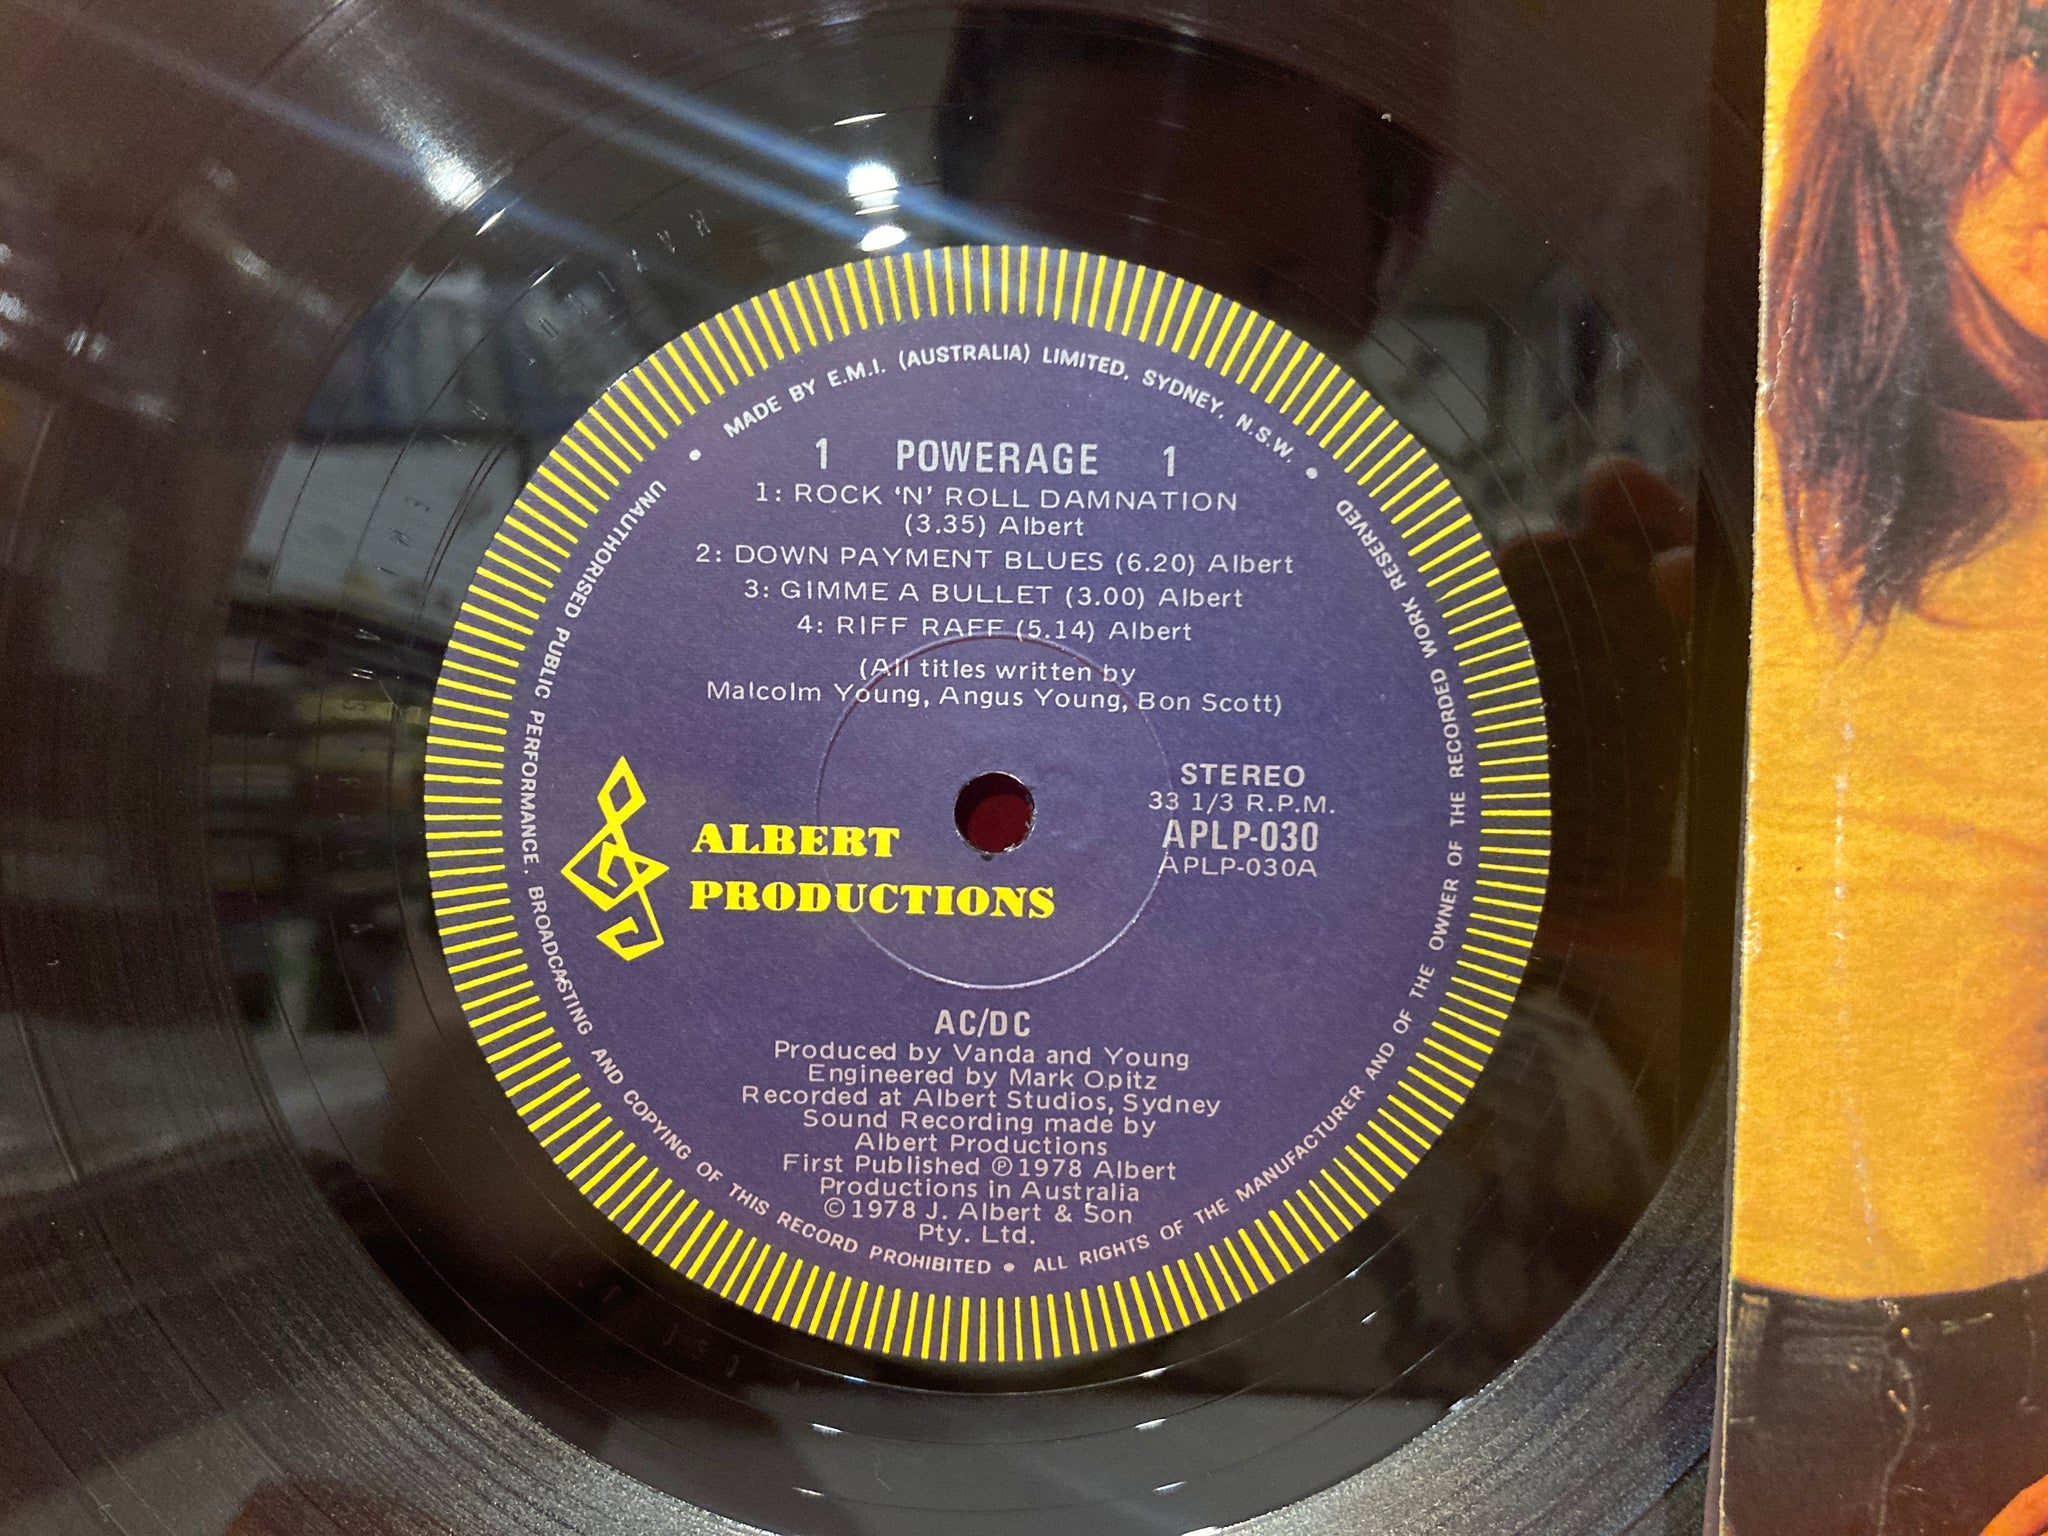 MADE BY E.M.I. (AUSTRALIA) LIMITED. SYDNEY. N.S.W.
1 POWERAGE 1
1: ROCK ‘N’ ROLL DAMNATION
(3.35) Albert
2: DOWN PAYMENT BLUES (6.20) Albert
3: GIMME A BULLET (3.00) Albert
4: RIFF RAFF (5.14) Albert
(All titles written by
Malcolm Young, Angus Young, Bon Scott)
STEREO
33 1/3 R.P.M.
APLP-030
APLP-030A
ALBERT
PRODUCTIONS
AC/DC
Produced by Vanda and Young
Engineered by Mark Opitz
Recorded at Albert Studios, Sydney
Sound Recording made by
Albert Productions
First Published ℗ 1978 Albert
Productions in Australia
© 1978 J. Albert & Son
Pty. Ltd.
UNAUTHORISED PUBLIC PERFORMANCE. BROADCASTING AND COPYING OF THIS RECORD PROHIBITED • ALL RIGHTS OF THE MANUFACTURER AND OF THE OWNER OF THE RECORDED WORK RESERVED